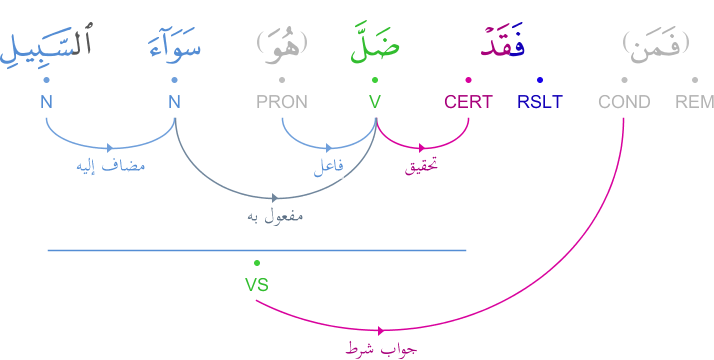 (فَمَن) فَقَدْ ضَلَّ (هُوَ) سَوَآءَ ٱلسَّبِيلِ
REM COND RSLT CERT V PRON N N
تحقيق فاعل مضاف إليه
مفعول به
VS
جواب شرط